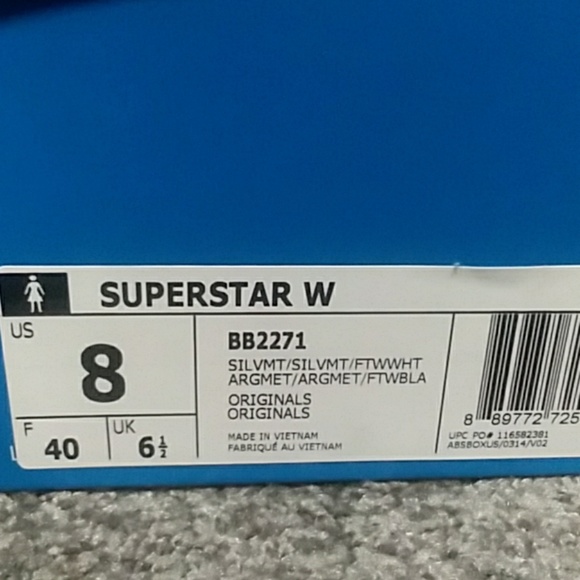 SUPERSTAR W
US
8
F
40
UK
6½
BB2271
SILVMT/SILVMT/FTWWHT
ARGMET/ARGMET/FTWBLA
ORIGINALS
ORIGINALS
MADE IN VIETNAM
FABRIQUÉ AU VIETNAM
8 89772 725
UPC PO# 116582381
ABSBOXUS/0314/V02